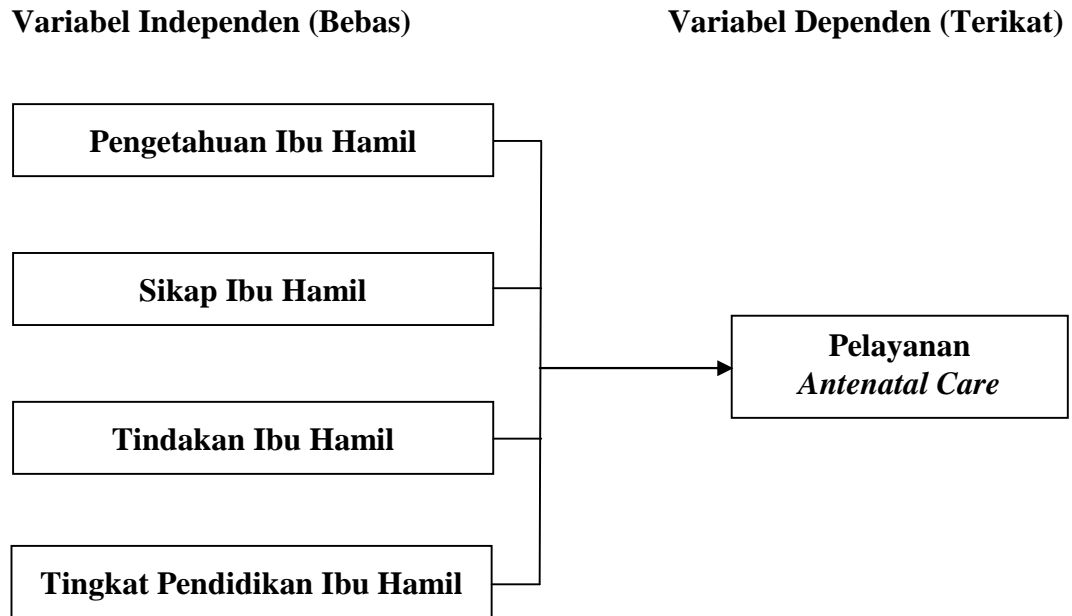 Variabel Independen (Bebas)
Variabel Dependen (Terikat)
Pengetahuan Ibu Hamil
Sikap Ibu Hamil
Tindakan Ibu Hamil
Tingkat Pendidikan Ibu Hamil
Pelayanan
Antenatal Care